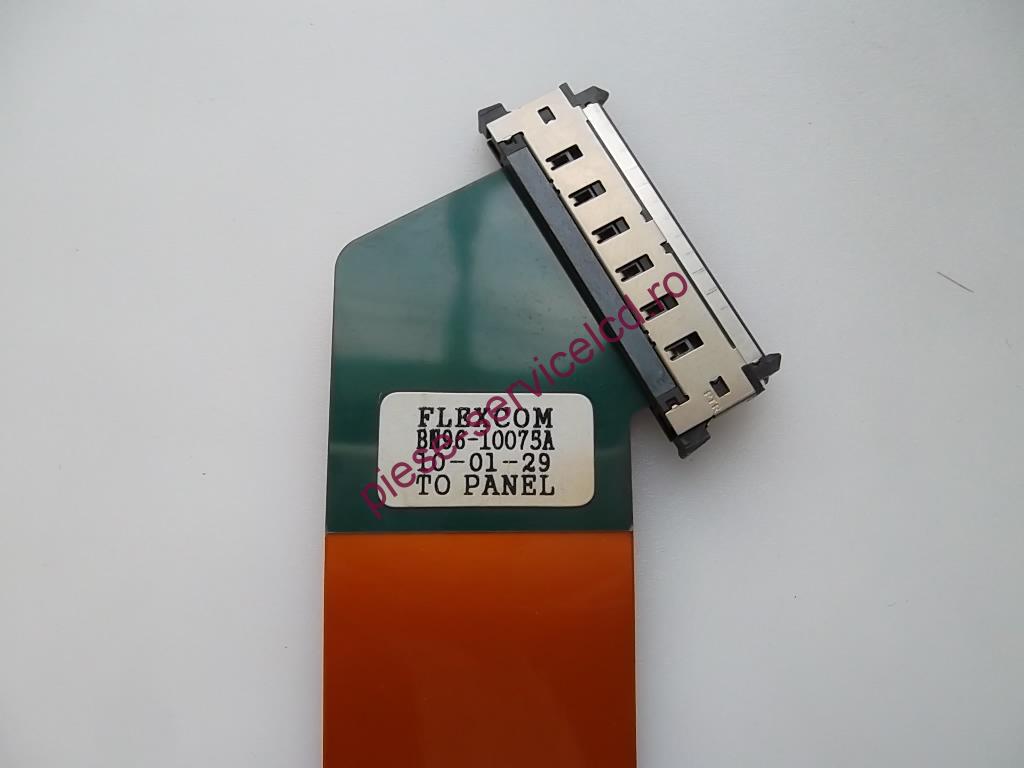 FLEXCOM
BN96-10075A
10-01-29
TO PANEL
piese-servicelcd.ro